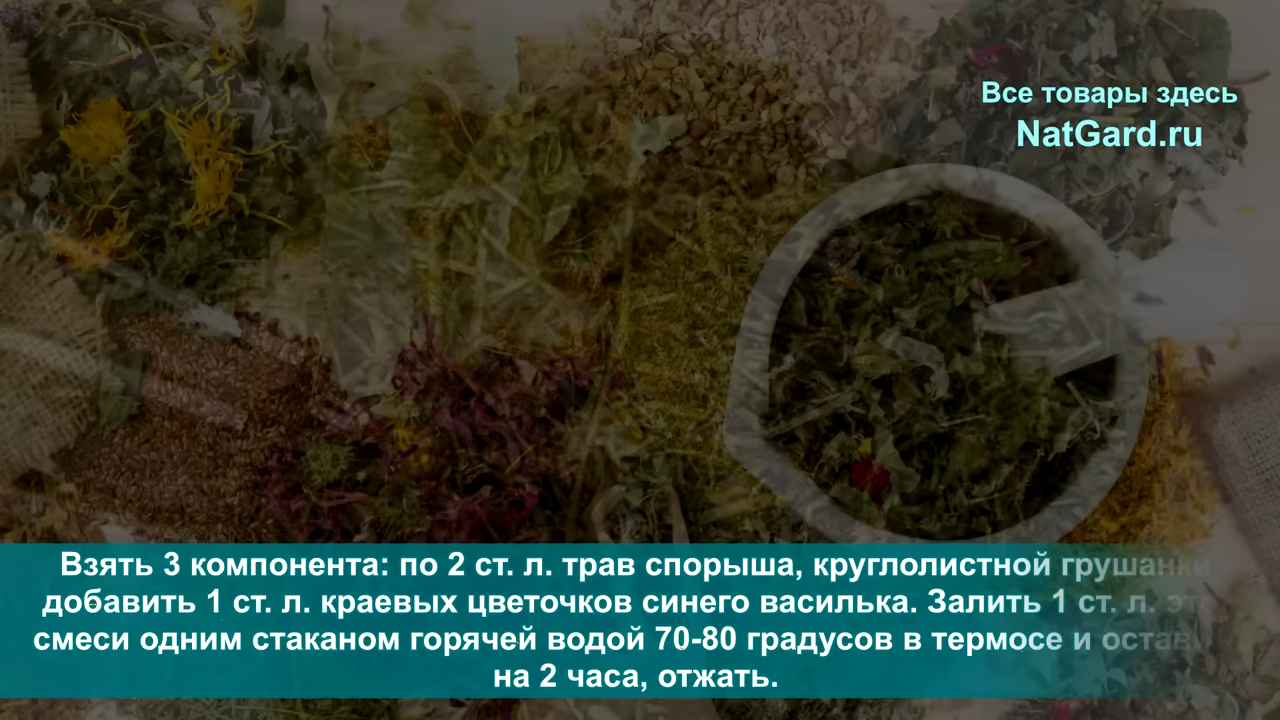 Все товары здесь
NatGard.ru
Взять 3 компонента: по 2 ст. л. трав спорыша, круглолистной грушанки
добавить 1 ст. л. краевых цветочков синего василька. Залить 1 ст. л.
смеси одним стаканом горячей водой 70-80 градусов в термосе и
на 2 часа, отжать.